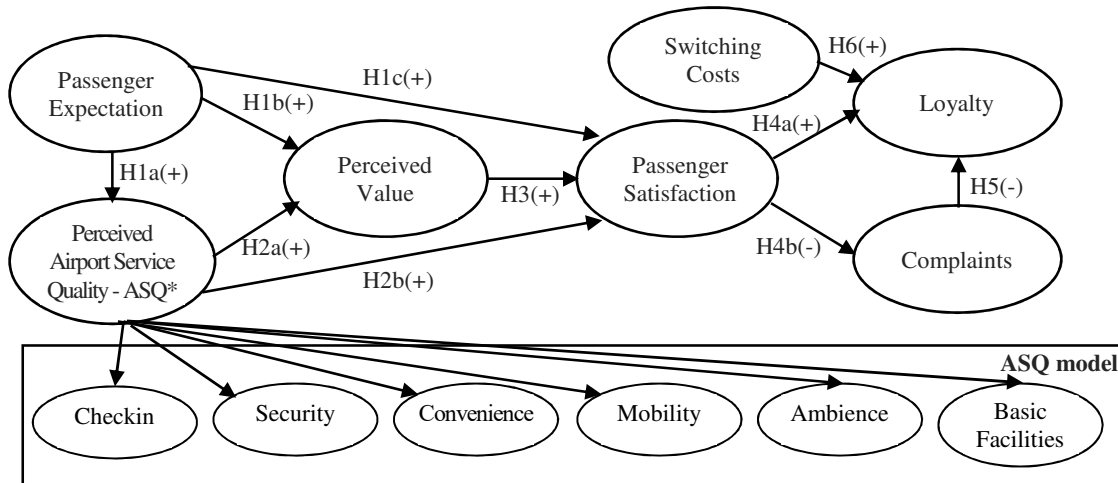 Passenger
Expectation
H1a(+)
H1b(+)
H1c(+)
Perceived
Airport Service
Quality - ASQ*
H2a(+)
H2b(+)
Perceived
Value
H3(+)
Passenger
Satisfaction
Switching
Costs
H6(+)
H4a(+)
H4b(-)
Loyalty
H5(-)
Complaints
ASQ model
Checkin
Security
Convenience
Mobility
Ambience
Basic
Facilities